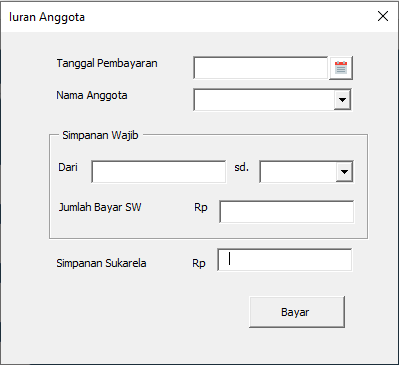 Iuran Anggota
Tanggal Pembayaran
Nama Anggota
Simpanan Wajib
Dari sd.
Jumlah Bayar SW Rp
Simpanan Sukarela Rp
Bayar